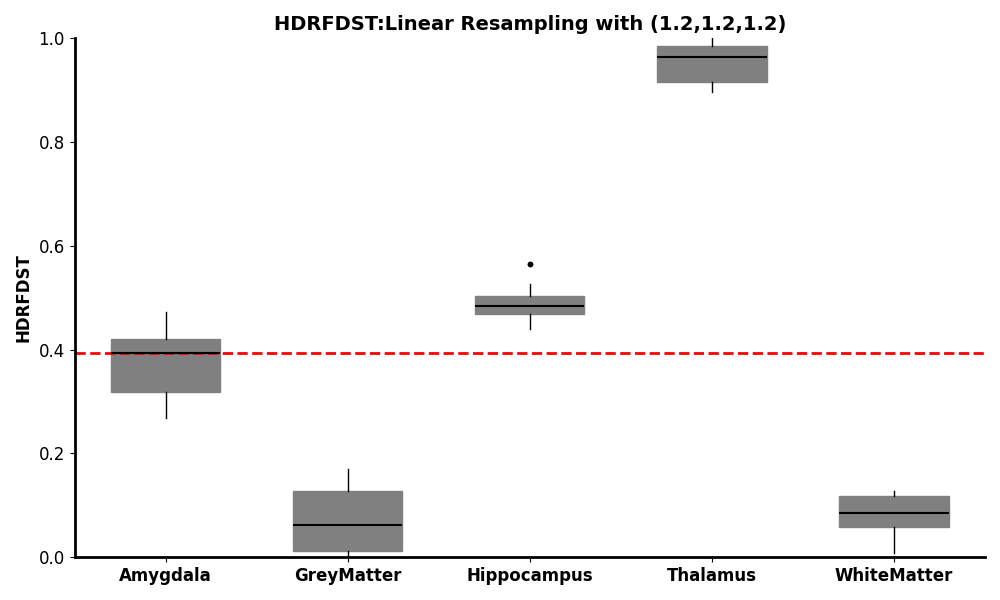 HDRFDST:Linear Resampling with (1.2,1.2,1.2)
1.0
0.8
0.6
0.4
0.2
0.0
HDRFDST
Amygdala GreyMatter Hippocampus Thalamus WhiteMatter